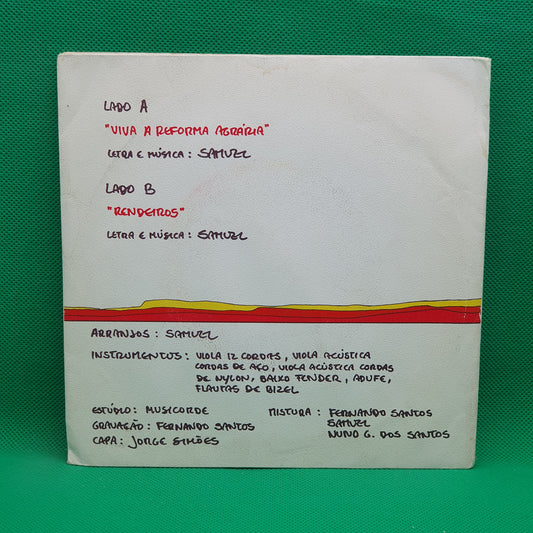 LADO A
"VIVA A REFORMA AGRÁRIA"
LETRA E MÚSICA : SAMUEL
LADO B
"RENDEIROS"
LETRA E MÚSICA : SAMUEL
ARRANJOS : SAMUEL
INSTRUMENTOS : VIOLA 12 CORDAS, VIOLA ACÚSTICA
CORDAS DE AÇO, VIOLA ACÚSTICA CORDAS
DE NYLON, BAIXO FENDER, ADUFE,
FLAUTAS DE BIZEL
ESTÚDIO : MUSICORDE
GRAVAÇÃO : FERNANDO SANTOS
CAPA : JORGE SIMÕES
MISTURA : FERNANDO SANTOS
SAMUEL
NUNO G. DOS SANTOS